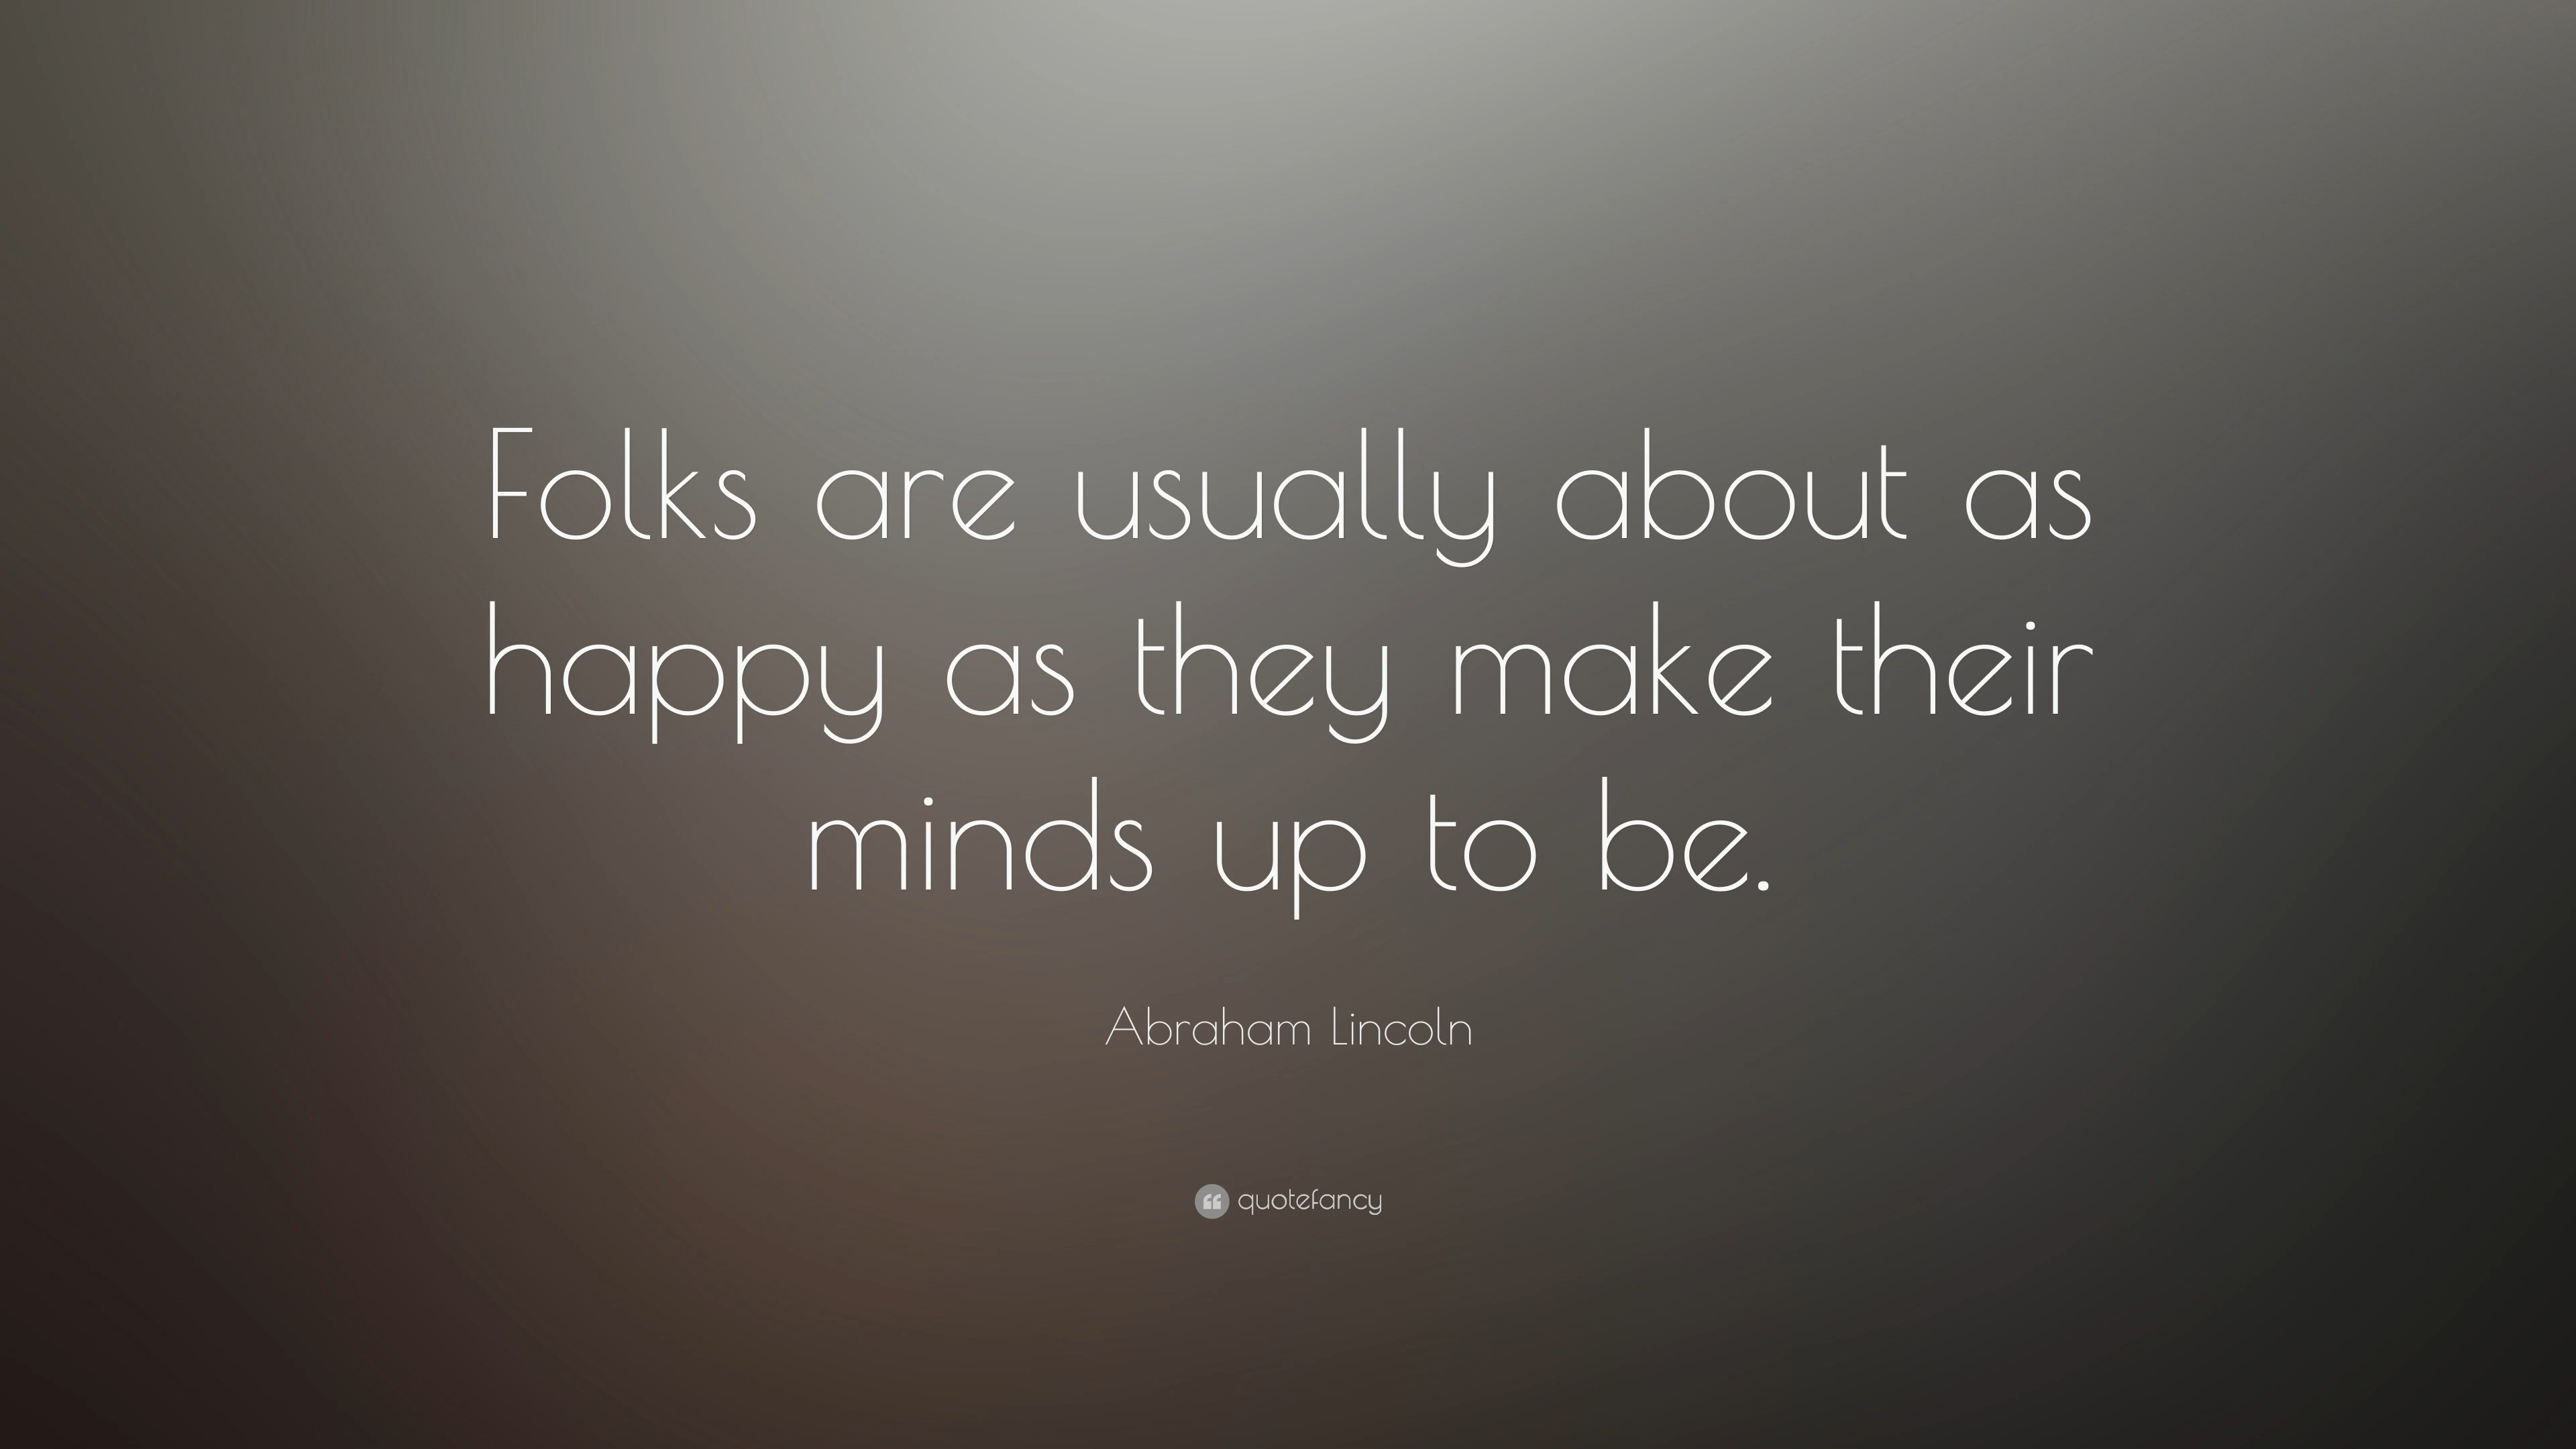 Folks are usually about as
happy as they make their
minds up to be.
Abraham Lincoln
quotefancy